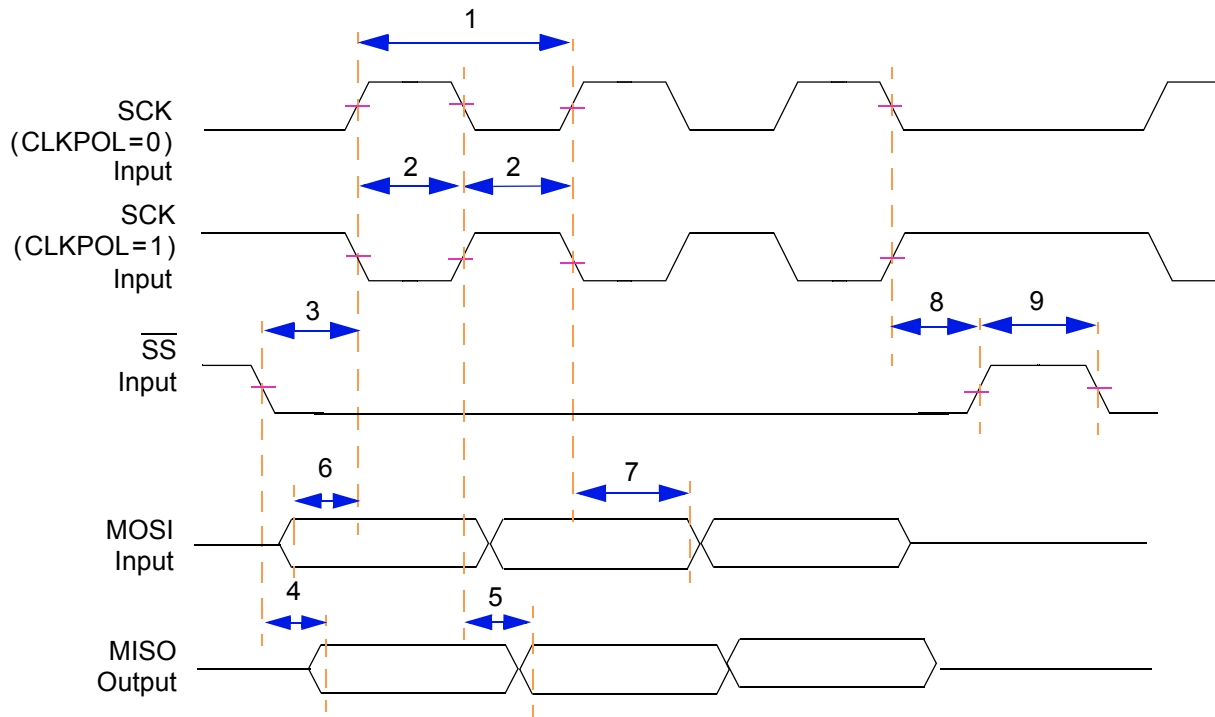 1
SCK
(CLKPOL=0)
Input
2 2
SCK
(CLKPOL=1)
Input
3 8 9
S̅S̅
Input
6 7
MOSI
Input
4 5
MISO
Output